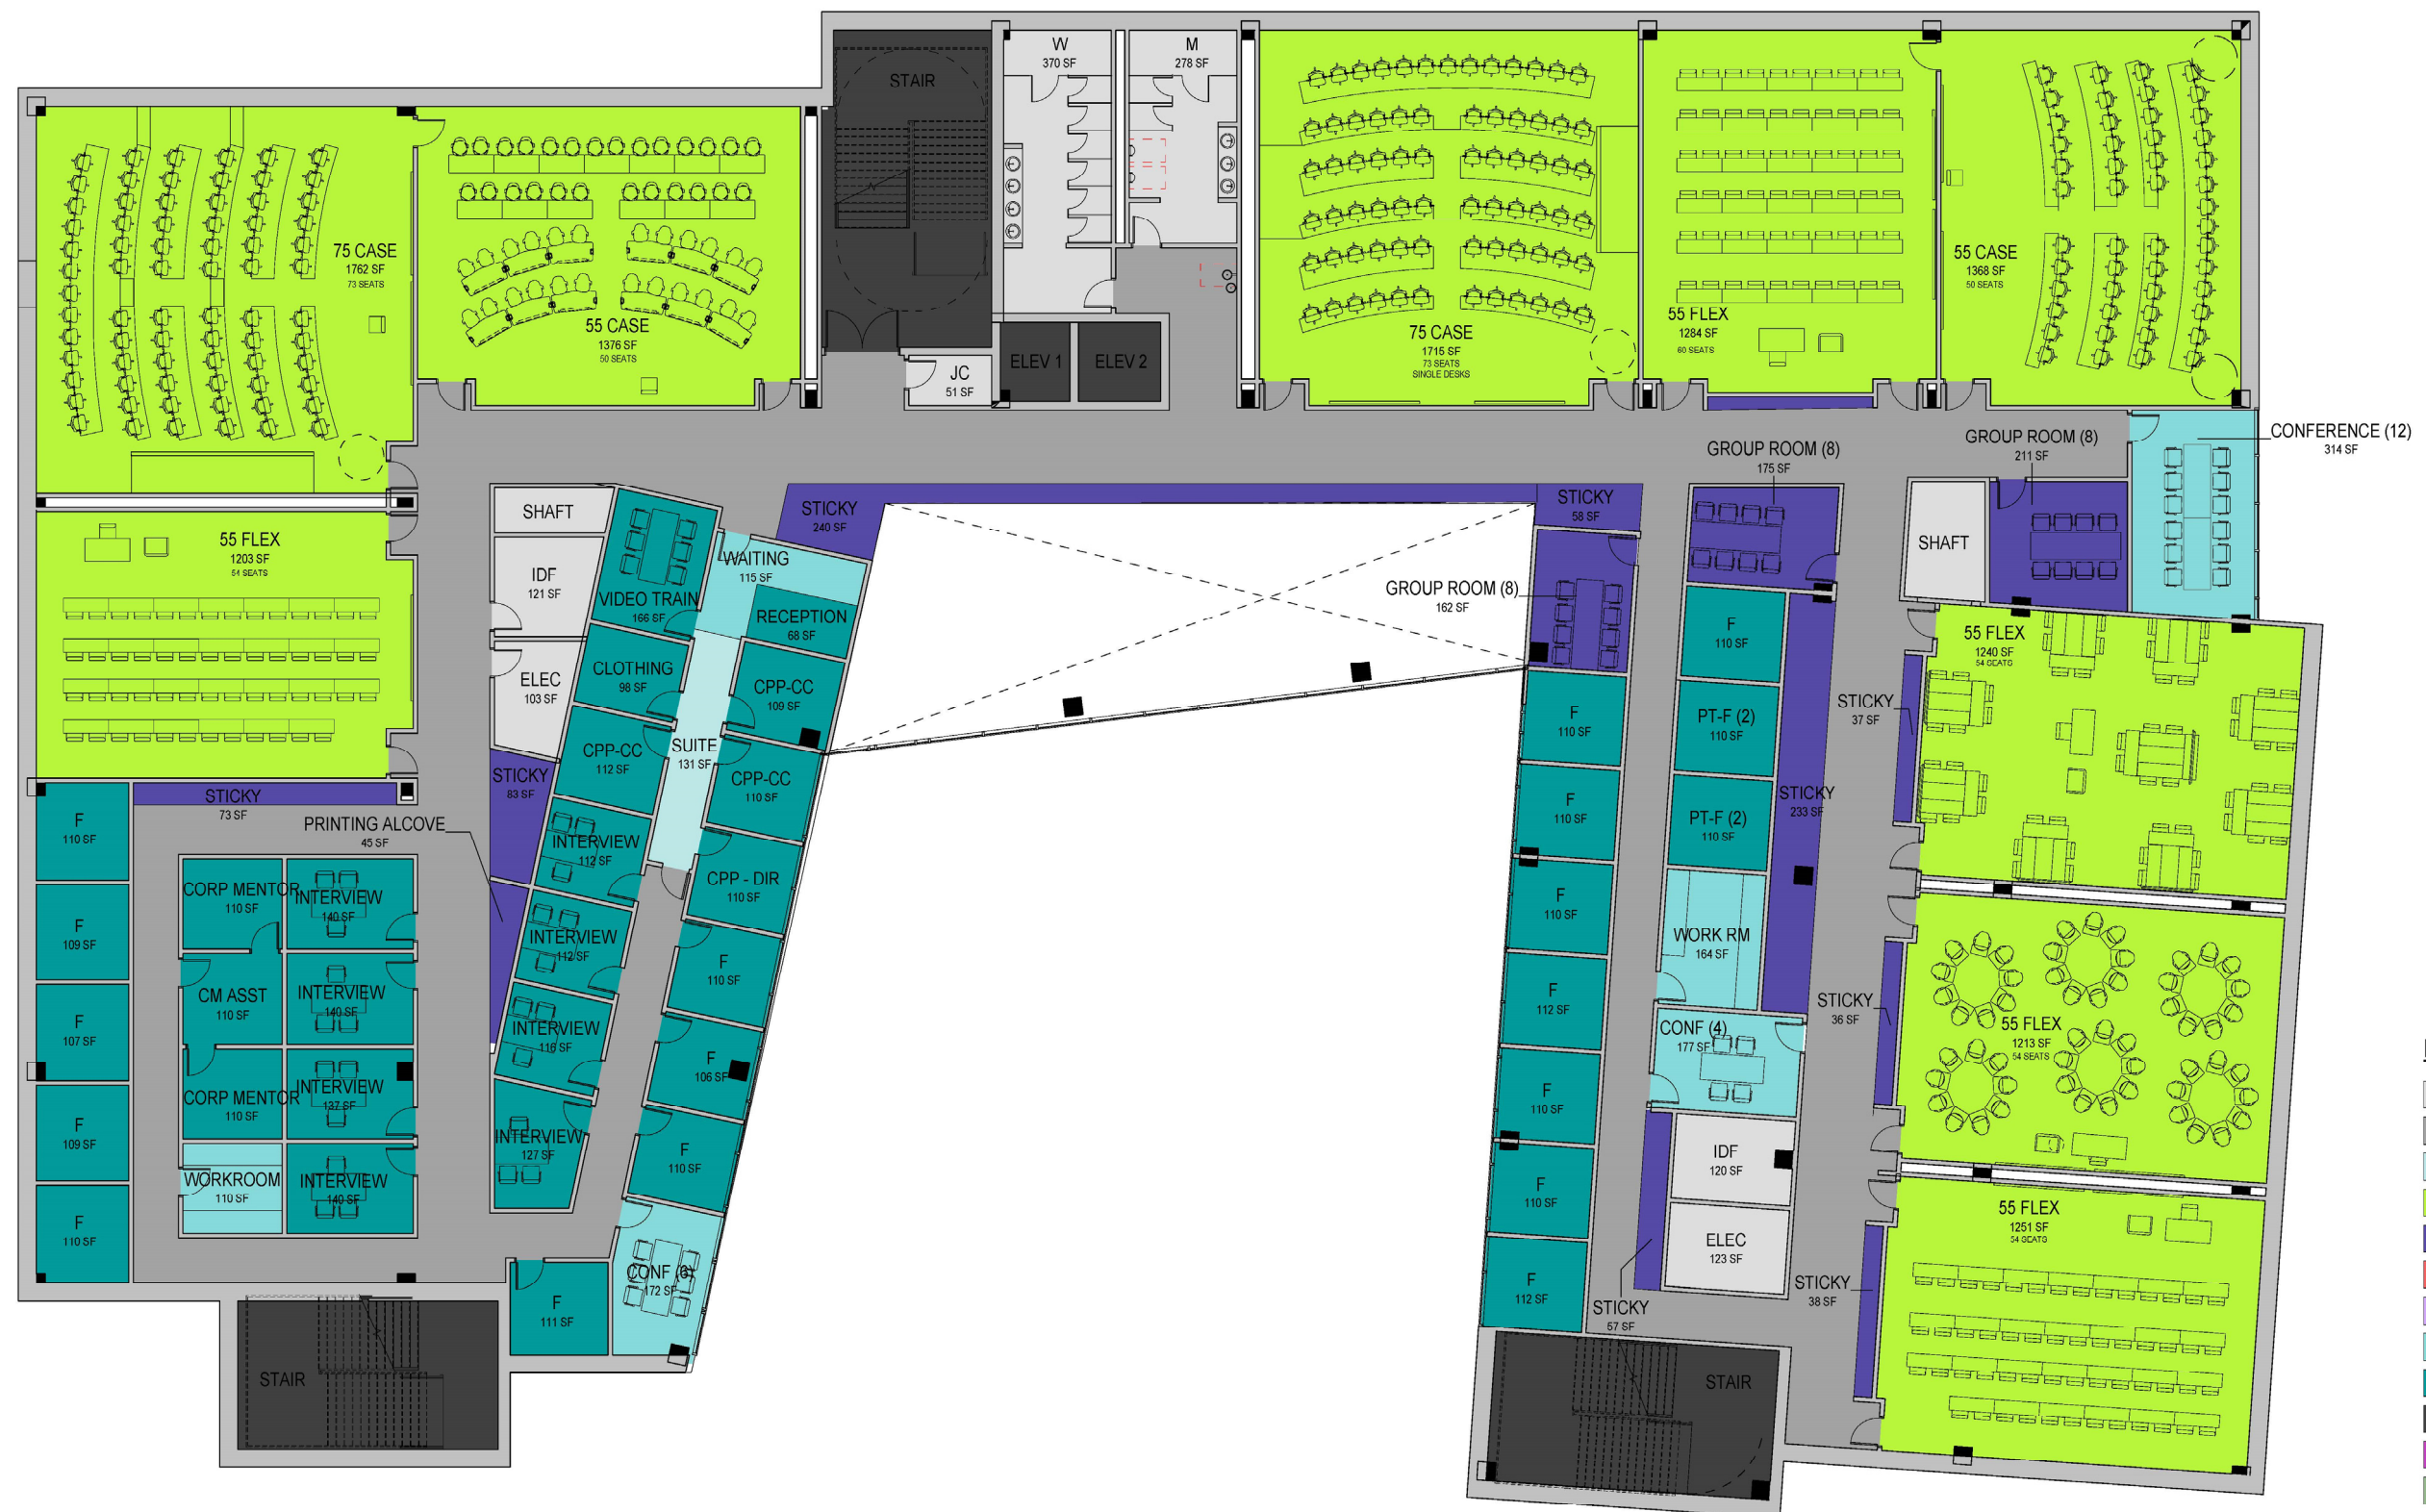 STAIR
W
370 SF
M
278 SF
75 CASE
1762 SF
73 SEATS
55 CASE
1376 SF
50 SEATS
JC
51 SF
ELEV 1
ELEV 2
75 CASE
1715 SF
73 SEATS
SINGLE DESKS
55 FLEX
1284 SF
60 SEATS
55 CASE
1368 SF
50 SEATS
CONFERENCE (12)
314 SF
GROUP ROOM (8)
211 SF
GROUP ROOM (8)
175 SF
SHAFT
STICKY
240 SF
STICKY
58 SF
55 FLEX
1203 SF
54 SEATS
IDF
121 SF
VIDEO TRAIN
166 SF
WAITING
115 SF
RECEPTION
68 SF
GROUP ROOM (8)
162 SF
SHAFT
F
110 SF
55 FLEX
1240 SF
54 SEATS
ELEC
103 SF
CLOTHING
98 SF
CPP-CC
109 SF
CPP-CC
112 SF
SUITE
131 SF
CPP-CC
110 SF
STICKY
83 SF
F
110 SF
PT-F (2)
110 SF
STICKY
37 SF
STICKY
73 SF
F
110 SF
PRINTING ALCOVE
45 SF
INTERVIEW
112 SF
CPP - DIR
110 SF
F
110 SF
PT-F (2)
110 SF
STICKY
233 SF
CORP MENTOR
110 SF
INTERVIEW
140 SF
F
109 SF
INTERVIEW
112 SF
F
110 SF
F
110 SF
WORK RM
164 SF
CM ASST
110 SF
INTERVIEW
140 SF
F
107 SF
INTERVIEW
116 SF
F
106 SF
F
112 SF
CONF (4)
177 SF
STICKY
36 SF
55 FLEX
1213 SF
54 SEATS
CORP MENTOR
110 SF
INTERVIEW
137 SF
F
109 SF
INTERVIEW
127 SF
F
110 SF
F
110 SF
IDF
120 SF
WORKROOM
110 SF
INTERVIEW
140 SF
F
110 SF
F
110 SF
ELEC
123 SF
55 FLEX
1251 SF
54 SEATS
CONF (6)
172 SF
F
111 SF
F
112 SF
STICKY
57 SF
STICKY
38 SF
STAIR
STAIR